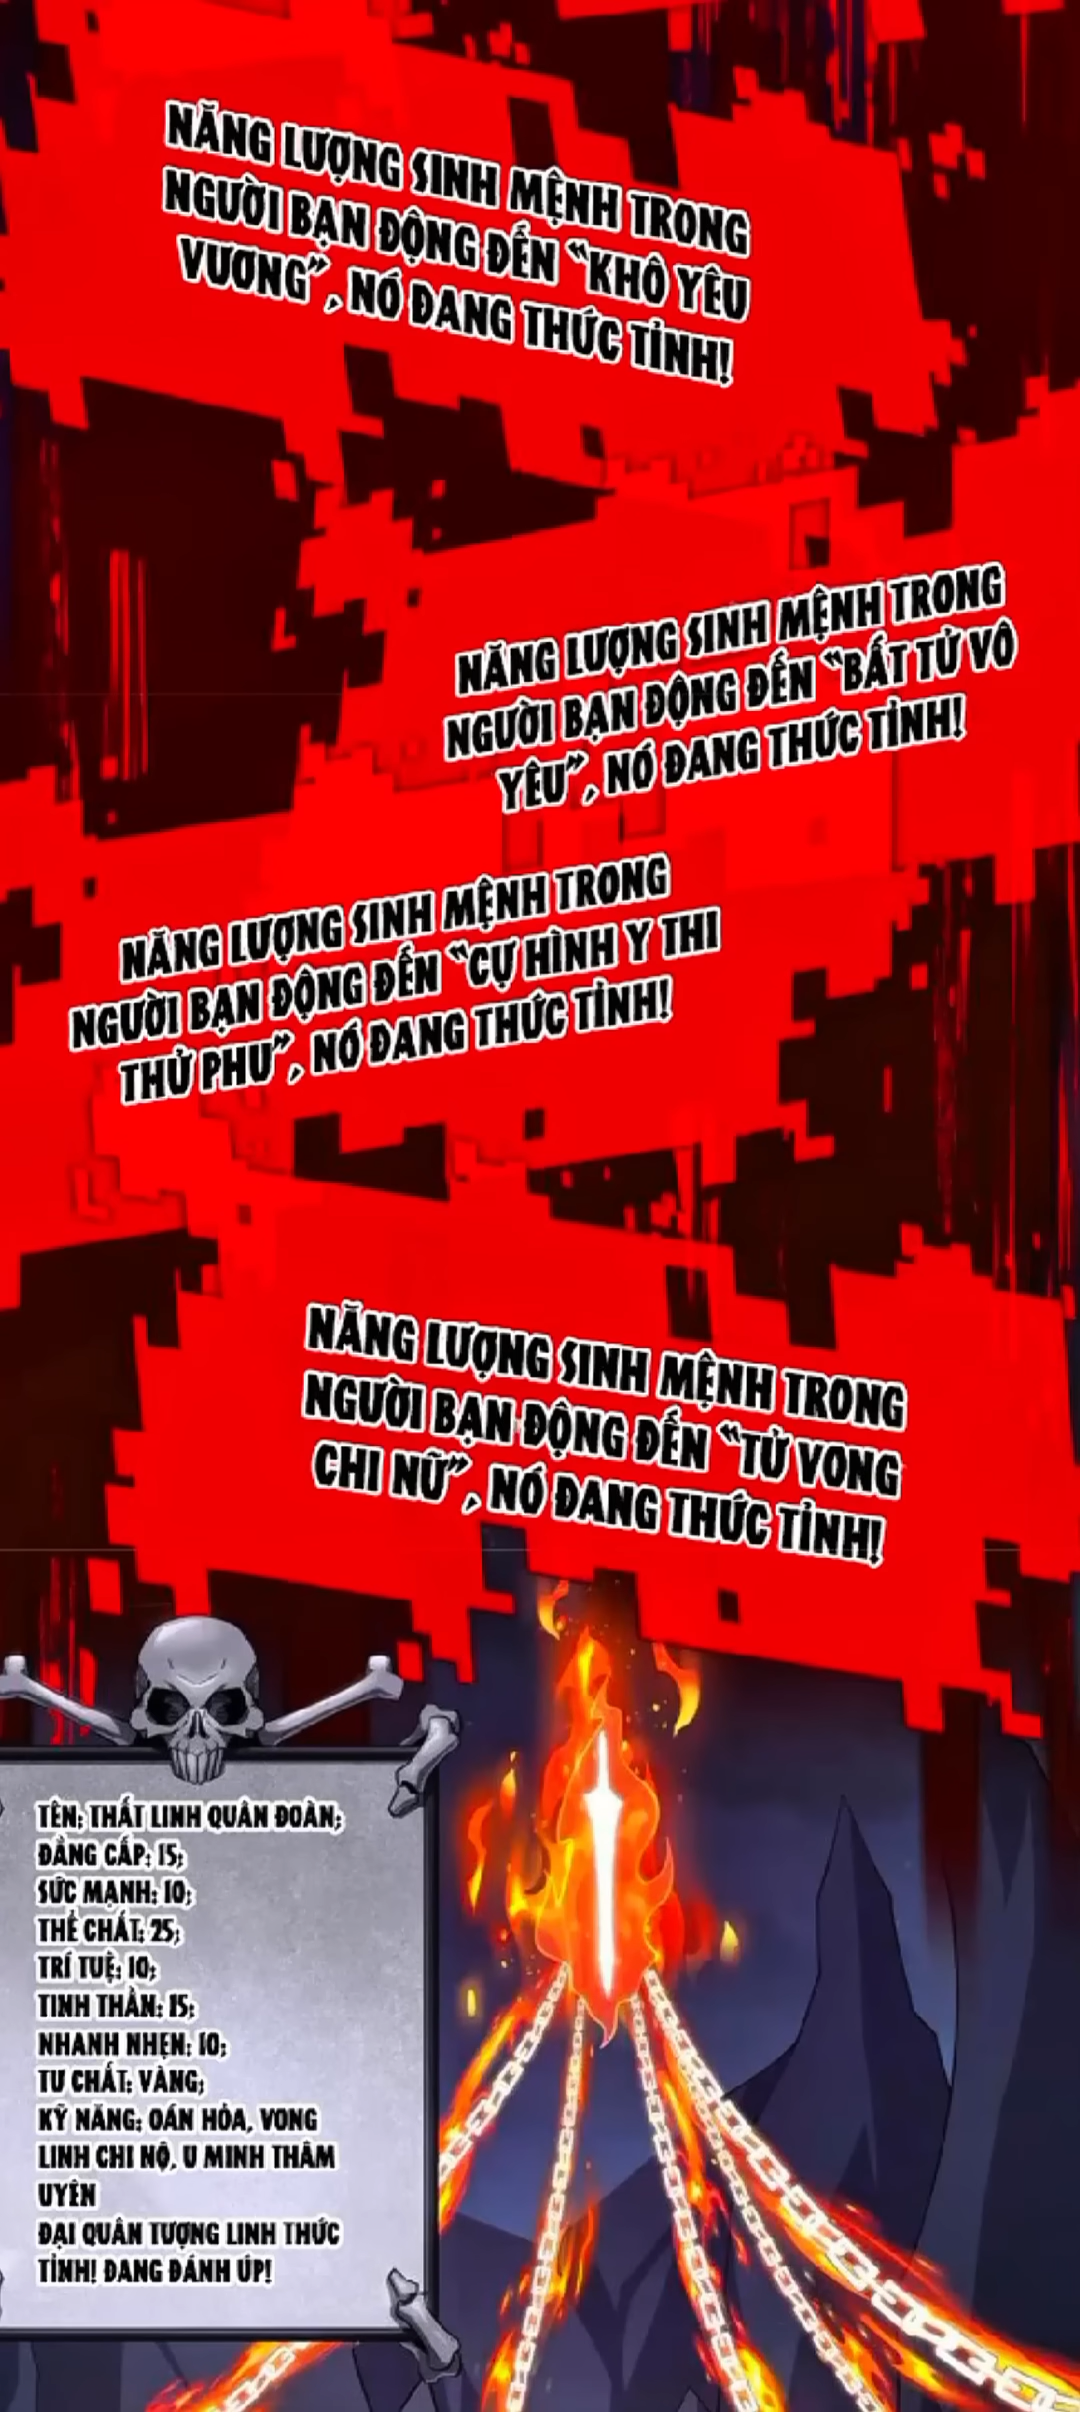 NĂNG LƯỢNG SINH MỆNH TRONG
NGƯỜI BẠN ĐỘNG ĐẾN “KHÔ YÊU
VƯƠNG”, NÓ ĐANG THỨC TỈNH!
NĂNG LƯỢNG SINH MỆNH TRONG
NGƯỜI BẠN ĐỘNG ĐẾN “BẤT TỬ VÔ
YÊU”, NÓ ĐANG THỨC TỈNH!
NĂNG LƯỢNG SINH MỆNH TRONG
NGƯỜI BẠN ĐỘNG ĐẾN “CỰ HÌNH Y THI
THỬ PHU”, NÓ ĐANG THỨC TỈNH!
NĂNG LƯỢNG SINH MỆNH TRONG
NGƯỜI BẠN ĐỘNG ĐẾN “TỬ VONG
CHI NỮ”, NÓ ĐANG THỨC TỈNH!
TÊN: THẤT LINH QUÂN ĐOÀN;
ĐẲNG CẤP: 15;
SỨC MẠNH: 10;
THỂ CHẤT: 25;
TRÍ TUỆ: 10;
TINH THẦN: 15;
NHANH NHẸN: 10;
TƯ CHẤT: VÀNG;
KỸ NĂNG: OÁN HỎA, VONG
LINH CHI NỘ, U MINH THÂM
UYÊN
ĐẠI QUÂN TƯỢNG LINH THỨC
TỈNH! ĐANG ĐÁNH ÚP!